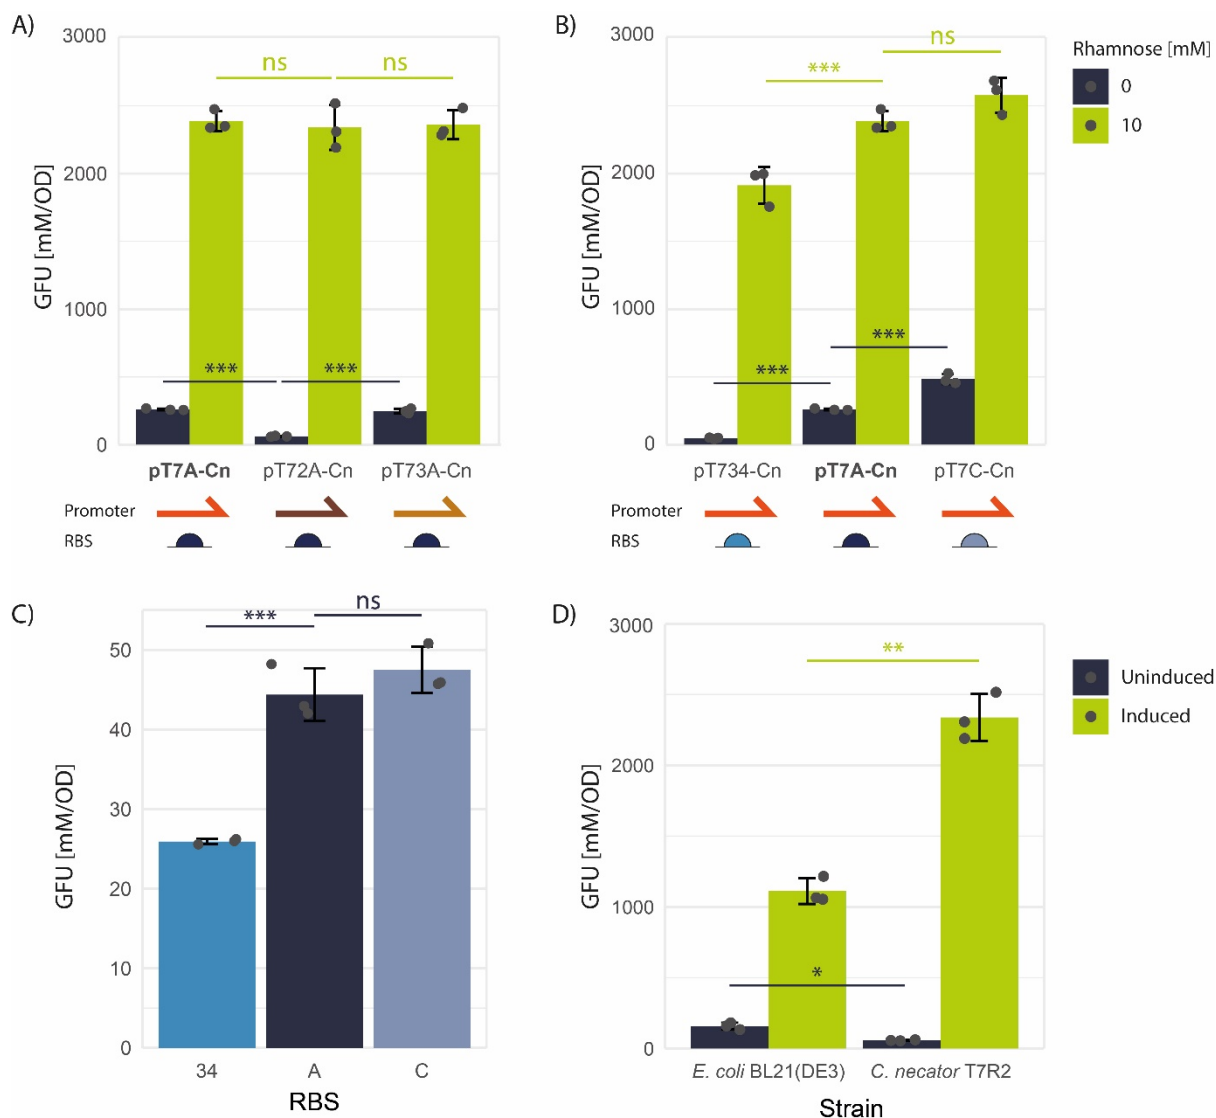 A)
3000
2000
1000
0
GFU [mM/OD]
ns
ns
***
***
pT7A-Cn pT72A-Cn pT73A-Cn
Promoter
RBS
B)
3000
2000
1000
0
GFU [mM/OD]
***
ns
***
***
pT734-Cn pT7A-Cn pT7C-Cn
Promoter
RBS
Rhamnose [mM]
0
10
C)
50
40
30
20
10
0
GFU [mM/OD]
***
ns
34 A C
RBS
D)
3000
2000
1000
0
GFU [mM/OD]
**
*
E. coli BL21(DE3) C. necator T7R2
Strain
Uninduced
Induced